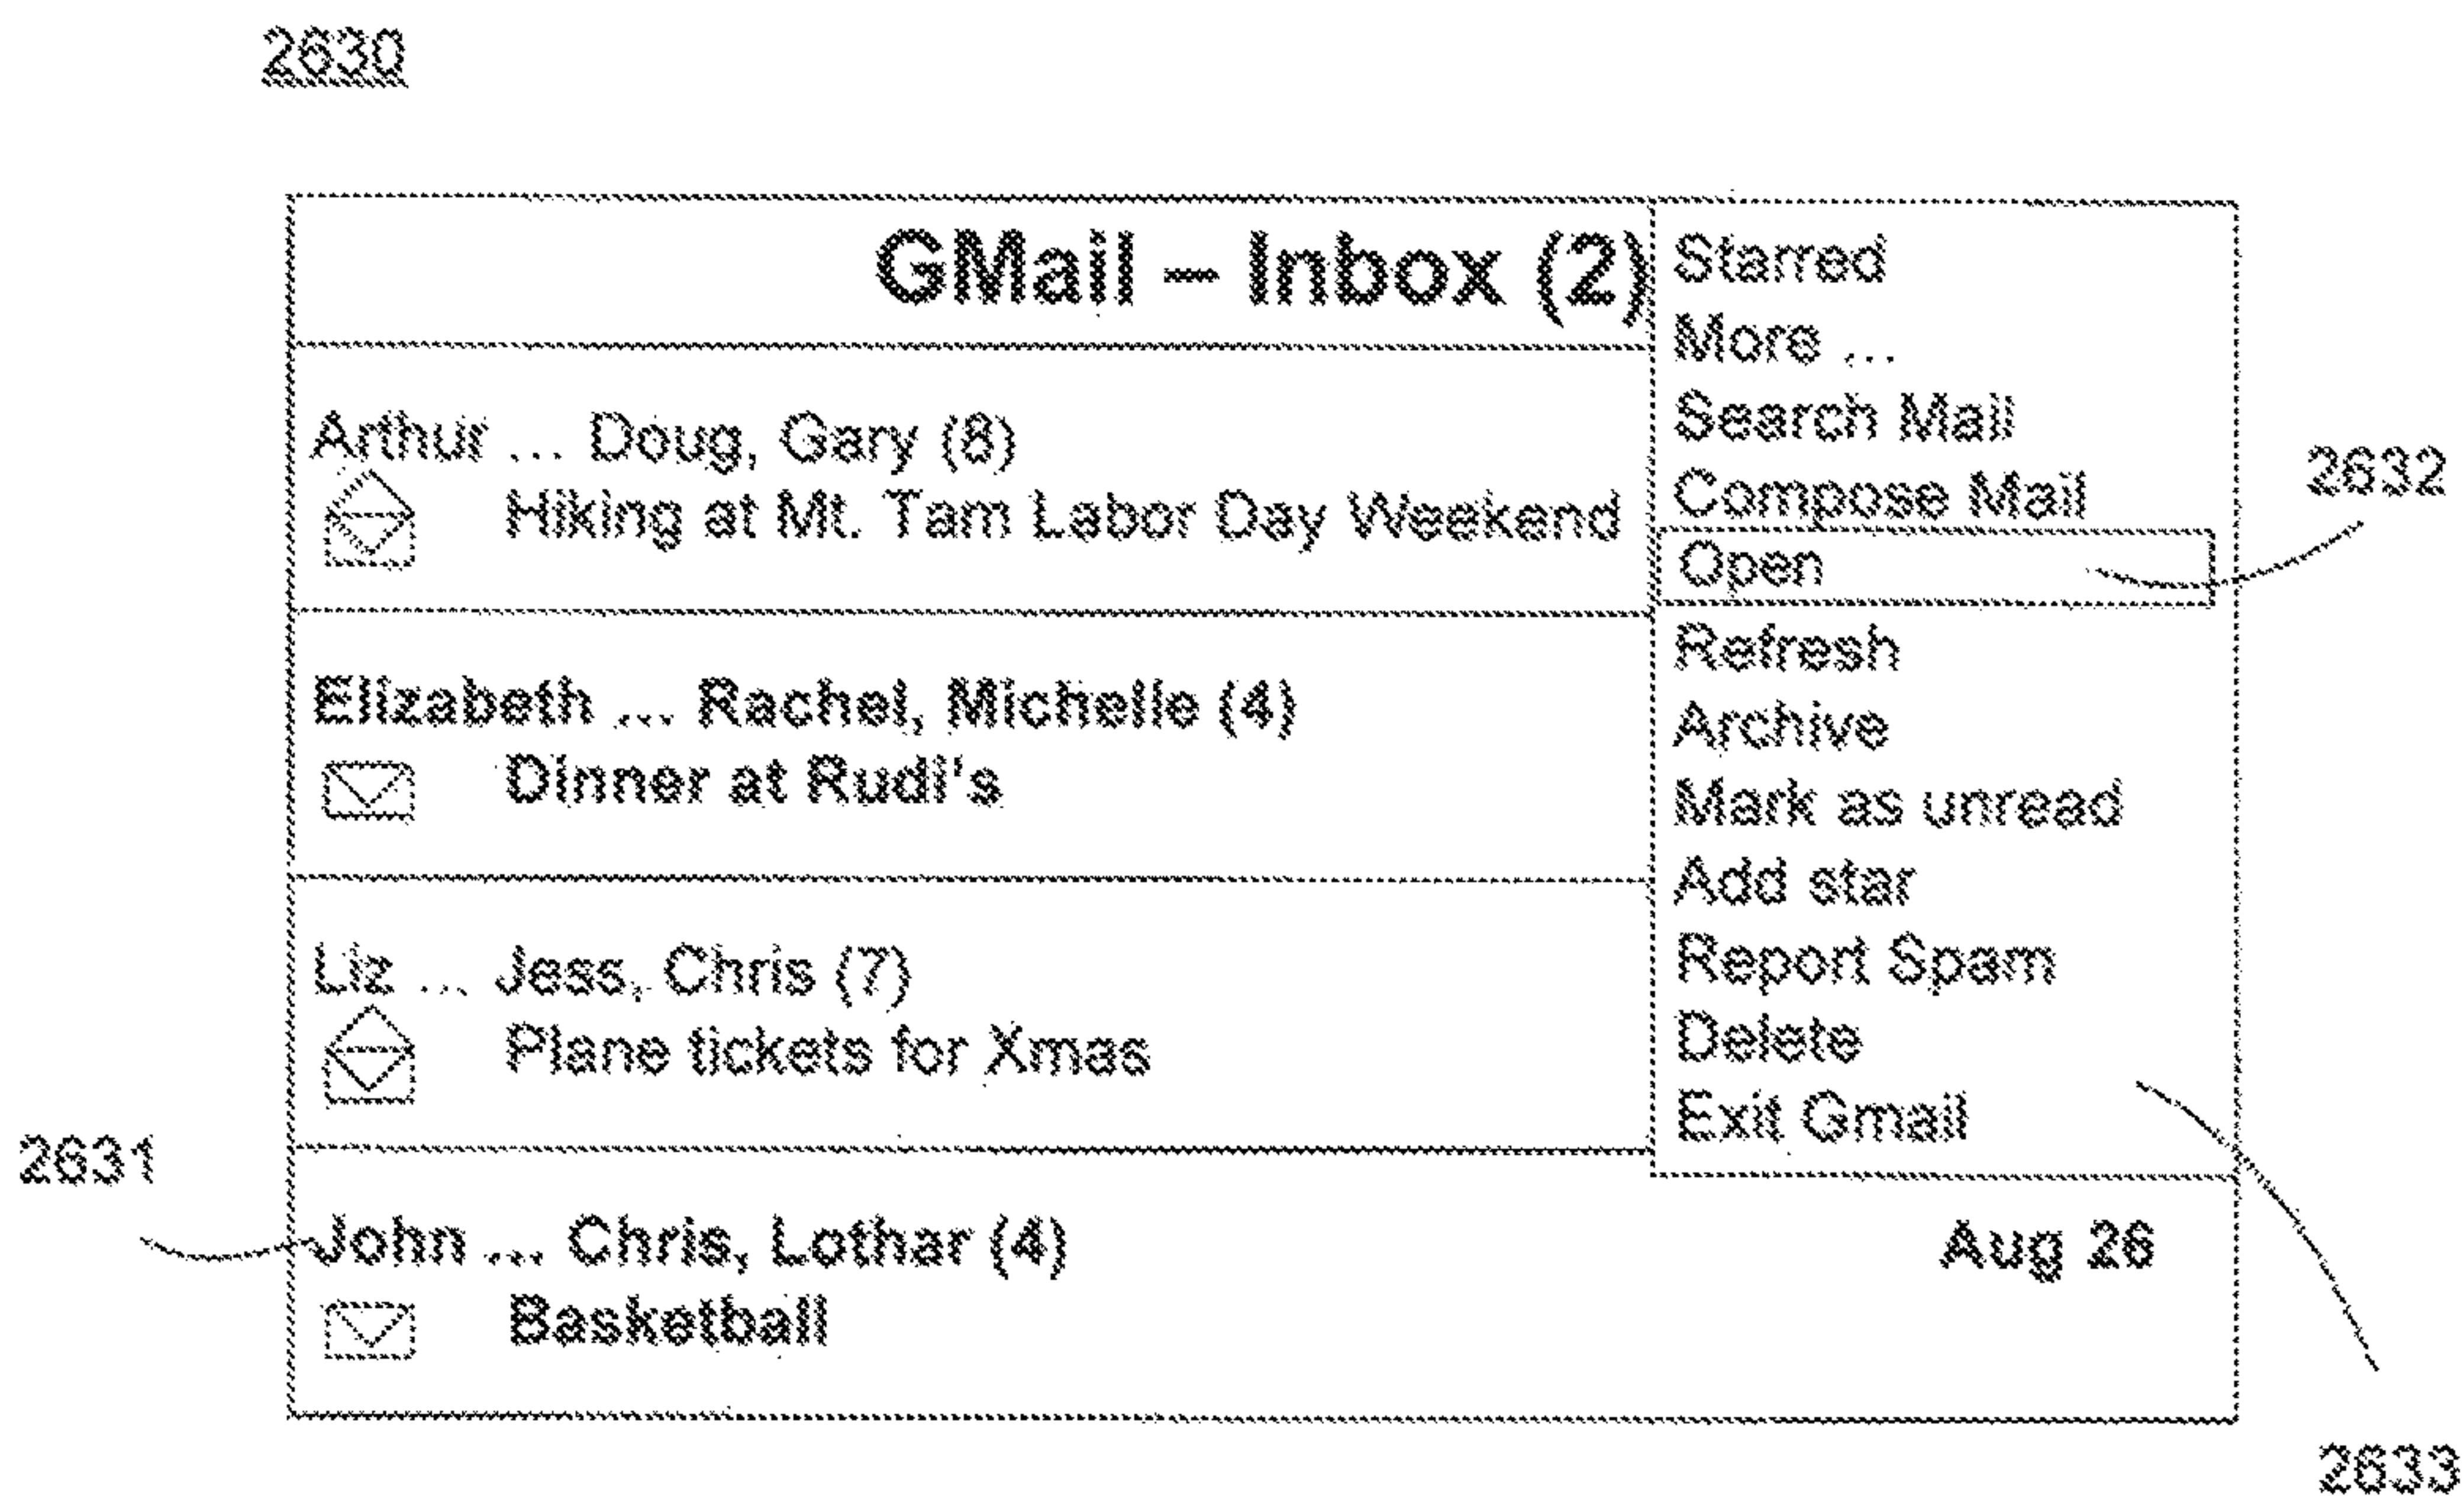 2630
GMail – Inbox (2)
Arthur ... Doug, Gary (8)
Hiking at Mt. Tam Labor Day Weekend
Elizabeth ... Rachel, Michelle (4)
Dinner at Rudi's
Liz ... Jess, Chris (7)
Plane tickets for Xmas
2631
John ... Chris, Lothar (4)
Aug 26
Basketball
Starred
More ...
Search Mail
Compose Mail
Open
2632
Refresh
Archive
Mark as unread
Add star
Report Spam
Delete
Exit Gmail
2633